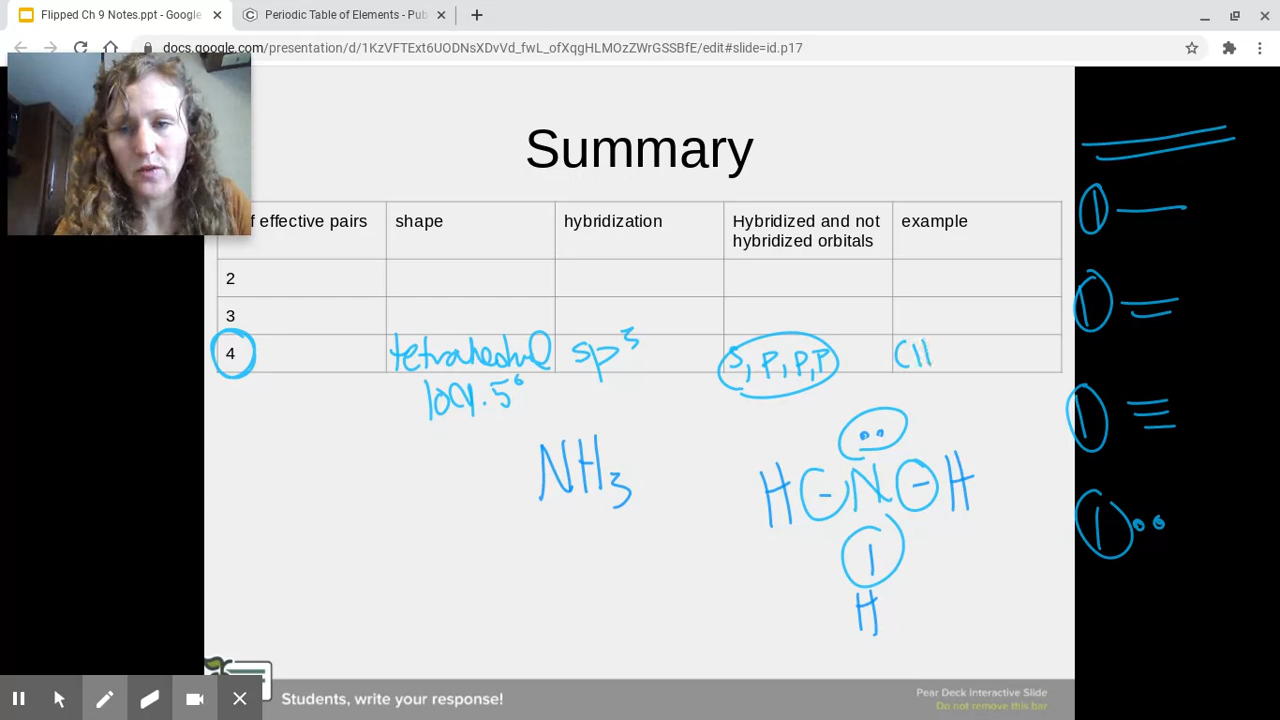 Flipped Ch 9 Notes.ppt - Google
Periodic Table of Elements - Pub
docs.google.com/presentation/d/1KzVFTExt6UODNsXDvVd_fwL_ofXqgHLMOzZWrGSSBfE/edit#slide=id.p17
Summary
f effective pairs shape hybridization Hybridized and not hybridized orbitals example
2
3
4 tetrahedral sp3 s, p, p, p
109.5°
NH3
H - N - H
H
Students, write your response!
Pear Deck Interactive Slide
Do not remove this bar